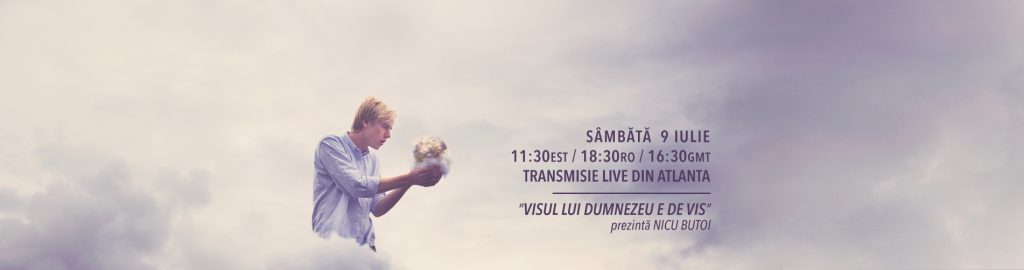 SÂMBĂTĂ 9 IULIE
11:30EST / 18:30RO / 16:30GMT
TRANSMISIE LIVE DIN ATLANTA
"VISUL LUI DUMNEZEU E DE VIS"
prezintă NICU BUTOI